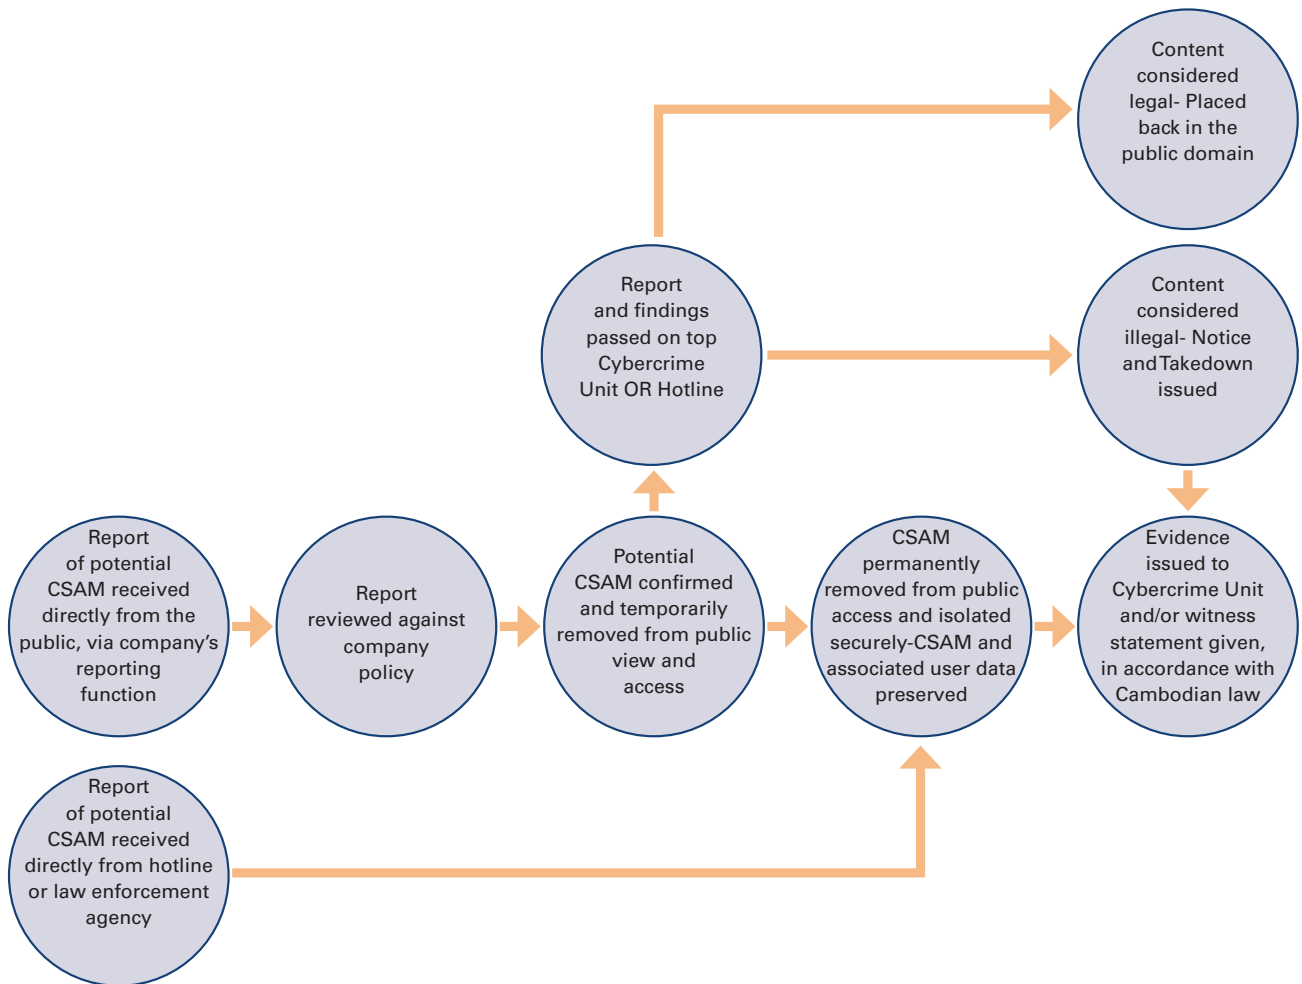 Content
considered
legal- Placed
back in the
public domain
Report
and findings
passed on top
Cybercrime
Unit OR Hotline
Content
considered
illegal- Notice
and Takedown
issued
Report
of potential
CSAM received
directly from the
public, via company’s
reporting
function
Report
reviewed against
company
policy
Potential
CSAM confirmed
and temporarily
removed from public
view and
access
CSAM
permanently
removed from public
access and isolated
securely-CSAM and
associated user data
preserved
Evidence
issued to
Cybercrime Unit
and/or witness
statement given,
in accordance with
Cambodian law
Report
of potential
CSAM received
directly from hotline
or law enforcement
agency